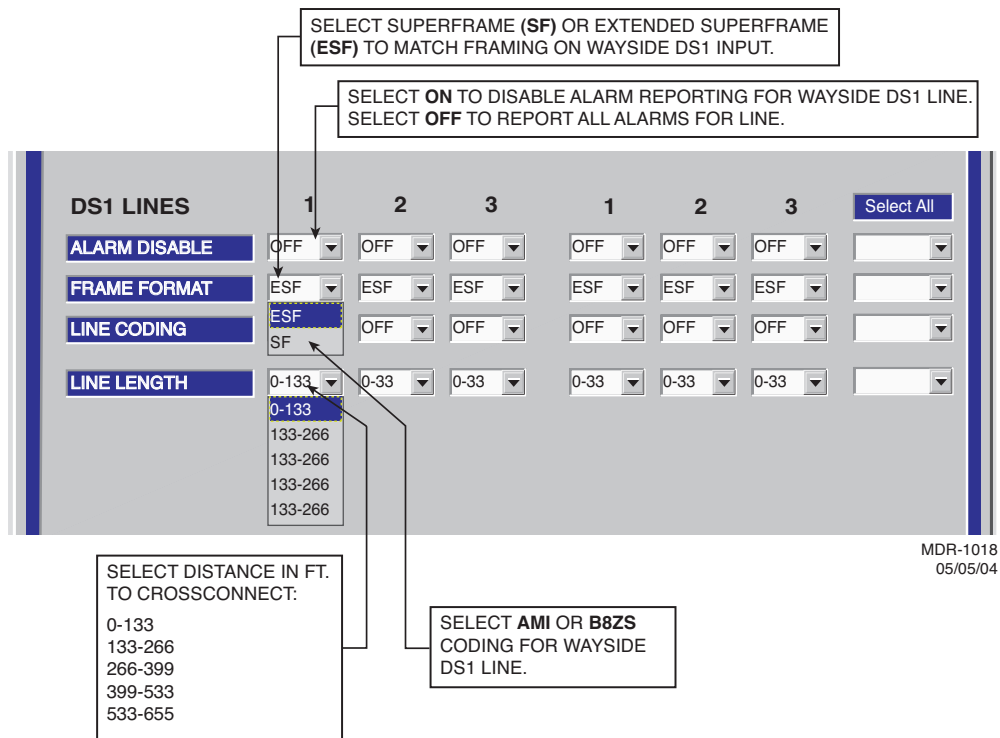 SELECT SUPERFRAME (SF) OR EXTENDED SUPERFRAME
(ESF) TO MATCH FRAMING ON WAYSIDE DS1 INPUT.
SELECT ON TO DISABLE ALARM REPORTING FOR WAYSIDE DS1 LINE.
SELECT OFF TO REPORT ALL ALARMS FOR LINE.
DS1 LINES 1 2 3 1 2 3 Select All
ALARM DISABLE OFF OFF OFF OFF OFF OFF
FRAME FORMAT ESF ESF ESF ESF ESF ESF
ESF
LINE CODING OFF OFF OFF OFF OFF
SF
LINE LENGTH 0-133 0-33 0-33 0-33 0-33 0-33
0-133
133-266
133-266
133-266
133-266
MDR-1018
05/05/04
SELECT DISTANCE IN FT.
TO CROSSCONNECT:
0-133
133-266
266-399
399-533
533-655
SELECT AMI OR B8ZS
CODING FOR WAYSIDE
DS1 LINE.